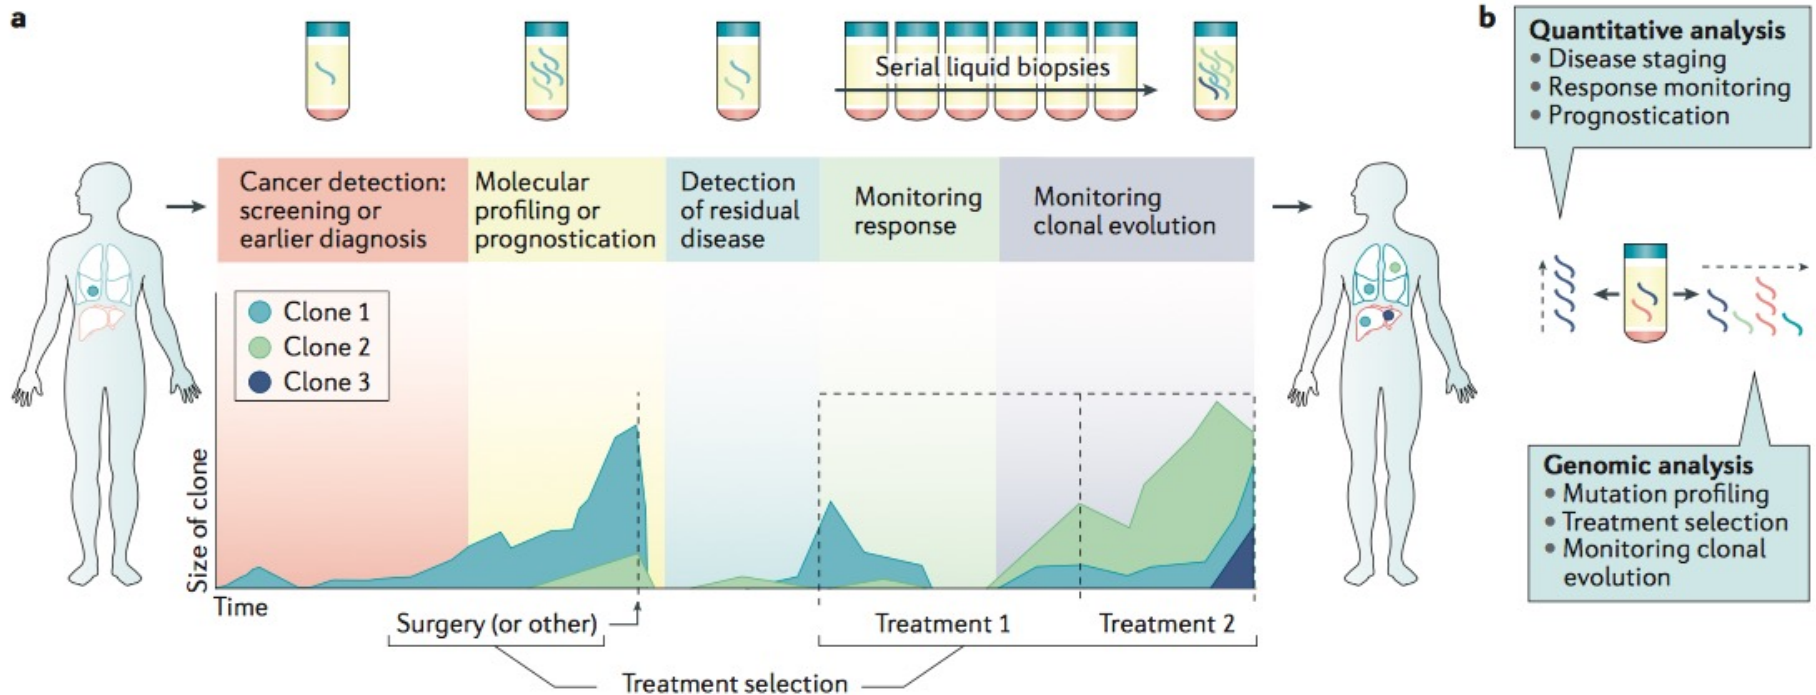 a
Serial liquid biopsies
Cancer detection:
screening or
earlier diagnosis
Molecular
profiling or
prognostication
Detection
of residual
disease
Monitoring
response
Monitoring
clonal evolution
Clone 1
Clone 2
Clone 3
Size of clone
Time
Surgery (or other)
Treatment 1
Treatment 2
Treatment selection
b
Quantitative analysis
• Disease staging
• Response monitoring
• Prognostication
Genomic analysis
• Mutation profiling
• Treatment selection
• Monitoring clonal
evolution